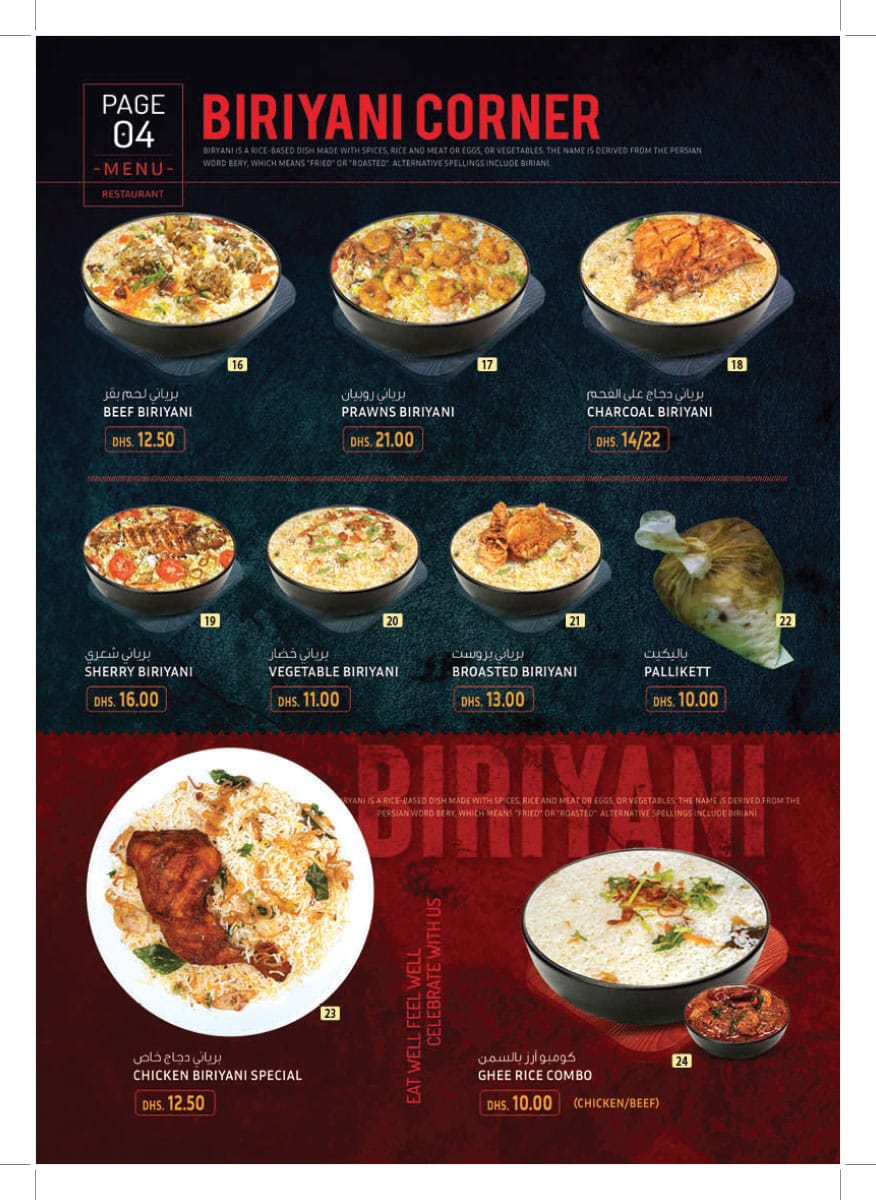 PAGE
04
-MENU-
RESTAURANT
BIRIYANI CORNER
BIRYANI IS A RICE-BASED DISH MADE WITH SPICES, RICE AND MEAT OR EGGS, OR VEGETABLES. THE NAME IS DERIVED FROM THE PERSIAN
WORD BERY, WHICH MEANS "FRIED" OR "ROASTED". ALTERNATIVE SPELLINGS INCLUDE BIRIANI.
16
17
18
برياني لحم بقر
BEEF BIRIYANI
DHS. 12.50
برياني روبيان
PRAWNS BIRIYANI
DHS. 21.00
برياني دجاج على الفحم
CHARCOAL BIRIYANI
DHS. 14/22
19
20
21
22
برياني شعري
SHERRY BIRIYANI
DHS. 16.00
برياني خضار
VEGETABLE BIRIYANI
DHS. 11.00
برياني بروست
BROASTED BIRIYANI
DHS. 13.00
باليكيت
PALLIKETT
DHS. 10.00
BIRIYANI
RYANI IS A RICE-BASED DISH MADE WITH SPICES, RICE AND MEAT OR EGGS, OR VEGETABLES. THE NAME IS DERIVED FROM THE
PERSIAN WORD BERY, WHICH MEANS "FRIED" OR "ROASTED". ALTERNATIVE SPELLINGS INCLUDE BIRIANI.
EAT WELL FEEL WELL
CELEBRATE WITH US
23
برياني دجاج خاص
CHICKEN BIRIYANI SPECIAL
DHS. 12.50
24
كومبو أرز بالسمن
GHEE RICE COMBO
DHS. 10.00 (CHICKEN/BEEF)